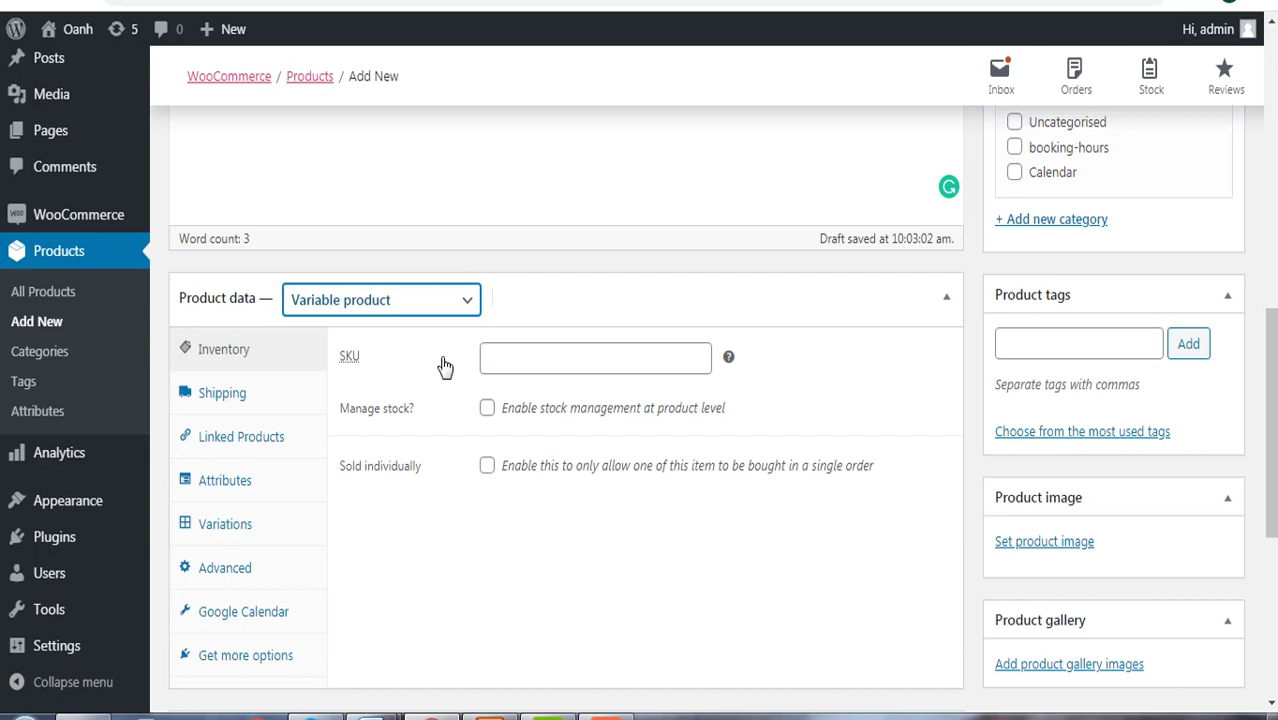 Oanh
5
0
New
Hi, admin
Posts
Media
Pages
Comments
WooCommerce
Products
All Products
Add New
Categories
Tags
Attributes
Analytics
Appearance
Plugins
Users
Tools
Settings
Collapse menu
WooCommerce / Products / Add New
Inbox
Orders
Stock
Reviews
Word count: 3
Draft saved at 10:03:02 am.
Product data — Variable product
Inventory
Shipping
Linked Products
Attributes
Variations
Advanced
Google Calendar
Get more options
SKU
?
Manage stock? Enable stock management at product level
Sold individually Enable this to only allow one of this item to be bought in a single order
Uncategorised
booking-hours
Calendar
+ Add new category
Product tags
Add
Separate tags with commas
Choose from the most used tags
Product image
Set product image
Product gallery
Add product gallery images